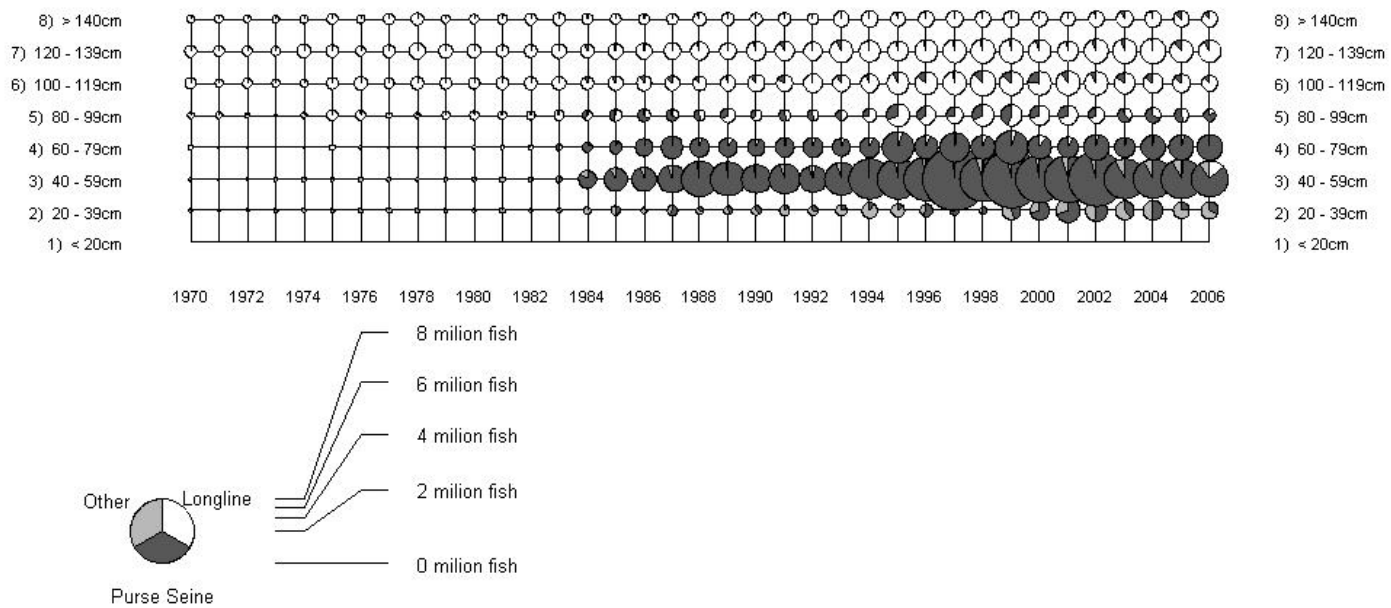 8) > 140cm 8) > 140cm
7) 120 - 139cm 7) 120 - 139cm
6) 100 - 119cm 6) 100 - 119cm
5) 80 - 99cm 5) 80 - 99cm
4) 60 - 79cm 4) 60 - 79cm
3) 40 - 59cm 3) 40 - 59cm
2) 20 - 39cm 2) 20 - 39cm
1) < 20cm 1) < 20cm
1970 1972 1974 1976 1978 1980 1982 1984 1986 1988 1990 1992 1994 1996 1998 2000 2002 2004 2006
8 milion fish
6 milion fish
4 milion fish
2 milion fish
0 milion fish
Other Longline
Purse Seine